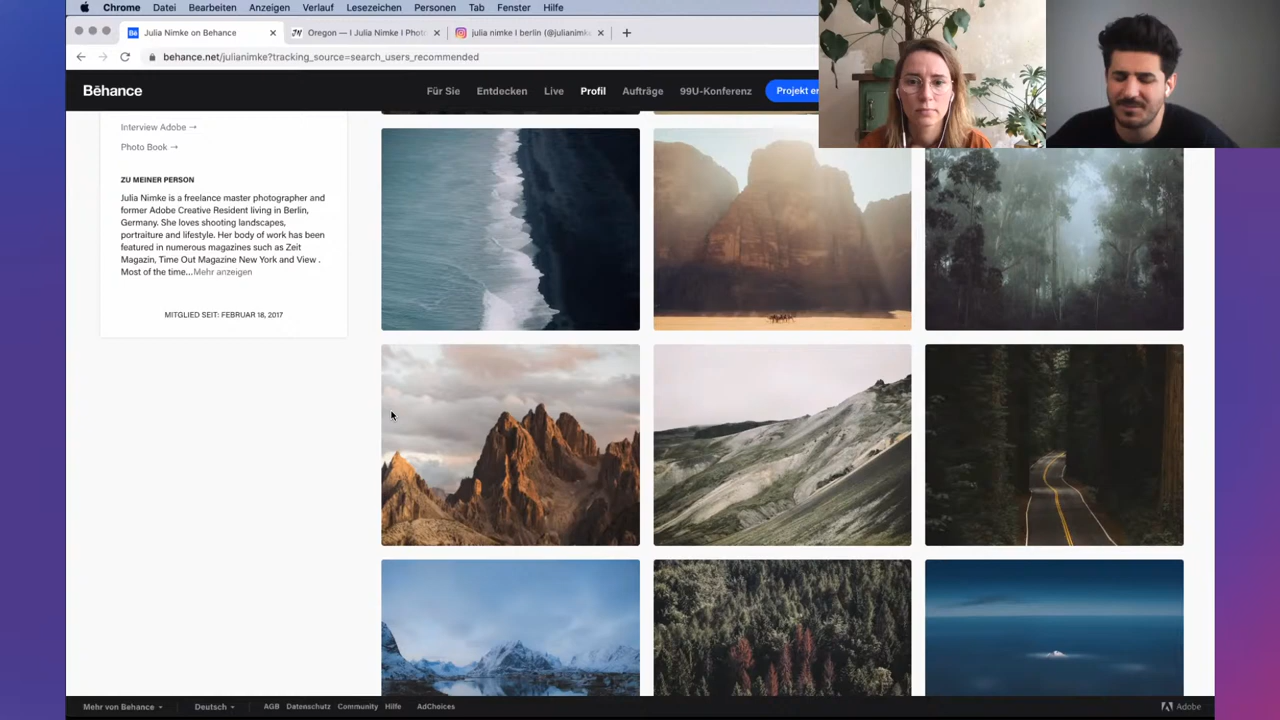 Chrome Datei Bearbeiten Anzeigen Verlauf Lesezeichen Personen Tab Fenster Hilfe
Julia Nimke on Behance
Oregon — I Julia Nimke I Phot
julia nimke I berlin (@julianimk
behance.net/julianimke?tracking_source=search_users_recommended
Bēhance
Für Sie Entdecken Live Profil Aufträge 99U-Konferenz Projekt er
Interview Adobe →
Photo Book →
ZU MEINER PERSON
Julia Nimke is a freelance master photographer and
former Adobe Creative Resident living in Berlin,
Germany. She loves shooting landscapes,
portraiture and lifestyle. Her body of work has been
featured in numerous magazines such as Zeit
Magazin, Time Out Magazine New York and View .
Most of the time...Mehr anzeigen
MITGLIED SEIT: FEBRUAR 18, 2017
Mehr von Behance Deutsch AGB Datenschutz Community Hilfe AdChoices Adobe